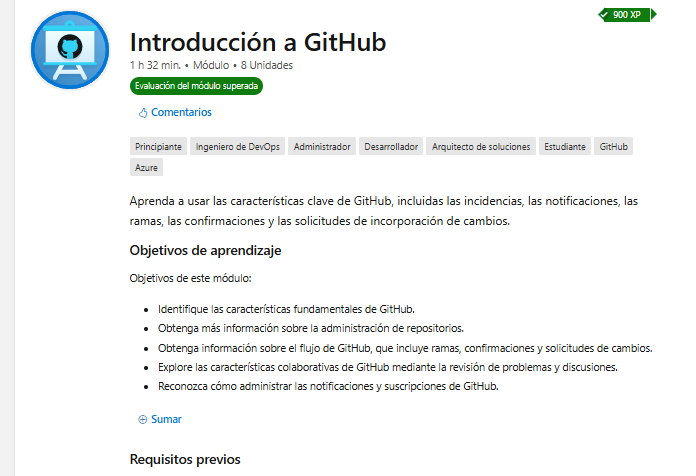 900 XP
Introducción a GitHub
1 h 32 min. • Módulo • 8 Unidades
Evaluación del módulo superada
Comentarios
Principiante Ingeniero de DevOps Administrador Desarrollador Arquitecto de soluciones Estudiante GitHub
Azure
Aprenda a usar las características clave de GitHub, incluidas las incidencias, las notificaciones, las
ramas, las confirmaciones y las solicitudes de incorporación de cambios.
Objetivos de aprendizaje
Objetivos de este módulo:
• Identifique las características fundamentales de GitHub.
• Obtenga más información sobre la administración de repositorios.
• Obtenga información sobre el flujo de GitHub, que incluye ramas, confirmaciones y solicitudes de cambios.
• Explore las características colaborativas de GitHub mediante la revisión de problemas y discusiones.
• Reconozca cómo administrar las notificaciones y suscripciones de GitHub.
Sumar
Requisitos previos